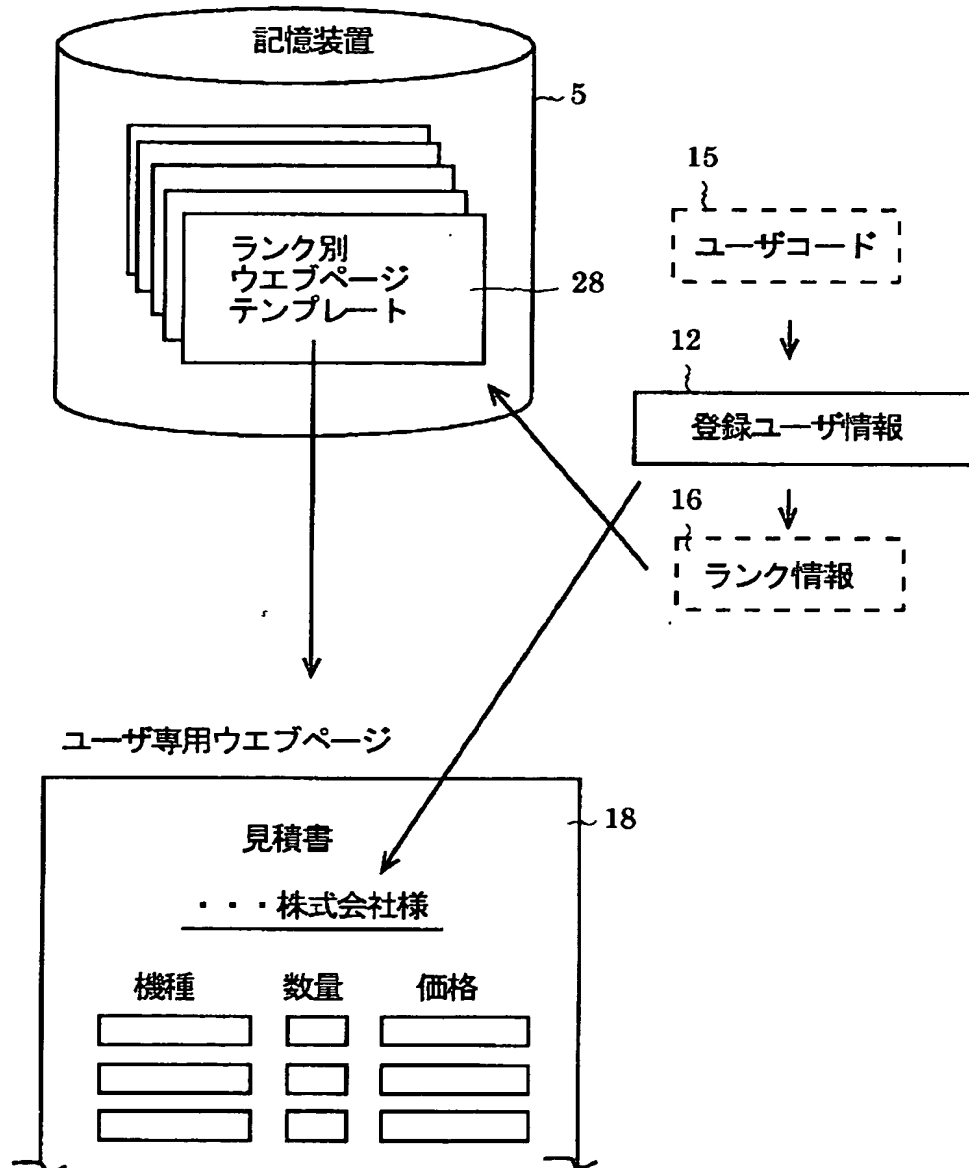 記憶装置
5
ランク別
ウエブページ
テンプレート
28
15
ユーザコード
12
登録ユーザ情報
16
ランク情報
ユーザ専用ウエブページ
18
見積書
・・・株式会社様
機種 数量 価格